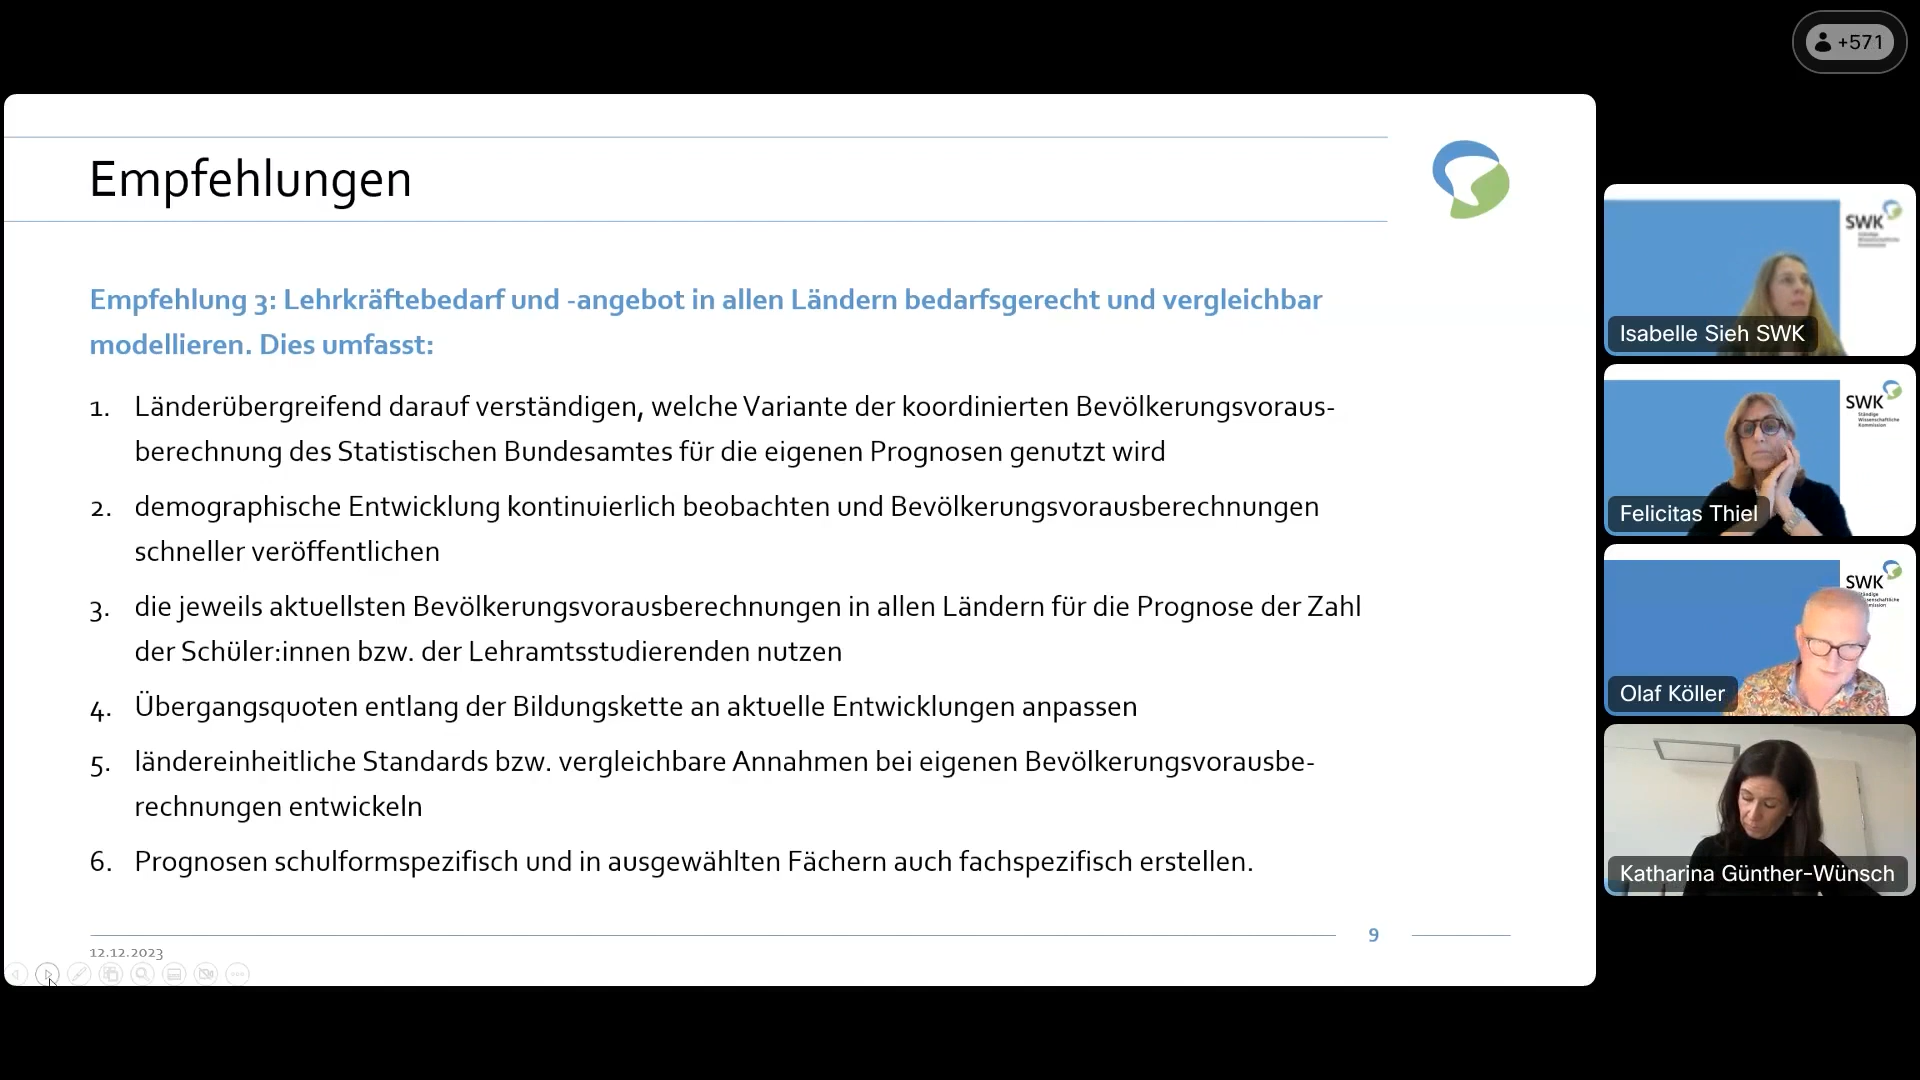 +571
Empfehlungen
Empfehlung 3: Lehrkräftebedarf und -angebot in allen Ländern bedarfsgerecht und vergleichbar
modellieren. Dies umfasst:
1. Länderübergreifend darauf verständigen, welche Variante der koordinierten Bevölkerungsvoraus-
berechnung des Statistischen Bundesamtes für die eigenen Prognosen genutzt wird
2. demographische Entwicklung kontinuierlich beobachten und Bevölkerungsvorausberechnungen
schneller veröffentlichen
3. die jeweils aktuellsten Bevölkerungsvorausberechnungen in allen Ländern für die Prognose der Zahl
der Schüler:innen bzw. der Lehramtsstudierenden nutzen
4. Übergangsquoten entlang der Bildungskette an aktuelle Entwicklungen anpassen
5. ländereinheitliche Standards bzw. vergleichbare Annahmen bei eigenen Bevölkerungsvorausbe-
rechnungen entwickeln
6. Prognosen schulformspezifisch und in ausgewählten Fächern auch fachspezifisch erstellen.
12.12.2023
9
SWK
Isabelle Sieh SWK
SWK
Ständige
Wissenschaftliche
Kommission
Felicitas Thiel
SWK
Olaf Köller
Katharina Günther-Wünsch